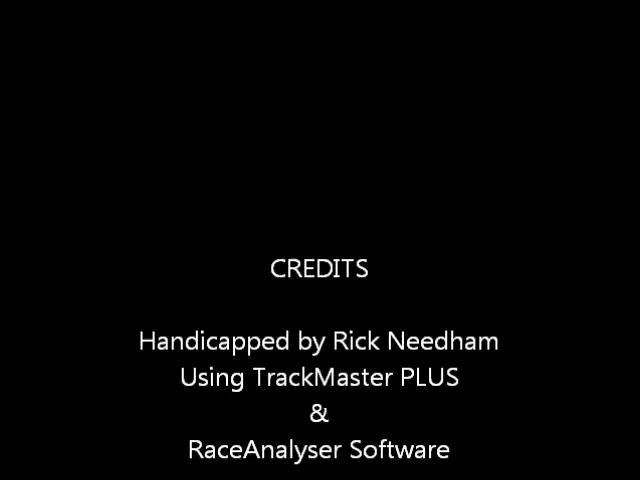 CREDITS
Handicapped by Rick Needham
Using TrackMaster PLUS
&
RaceAnalyser Software